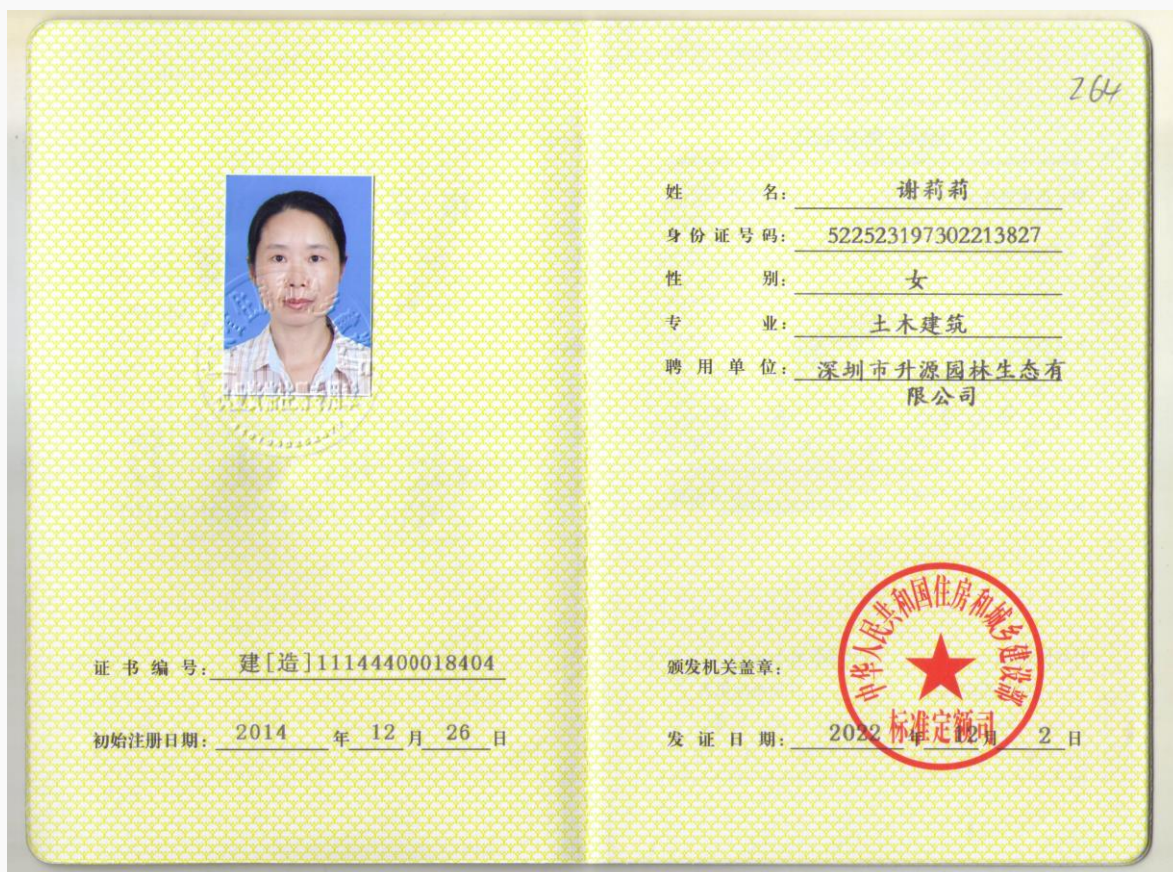 264
姓名：谢莉莉
身份证号码：522523197302213827
性别：女
专业：土木建筑
聘用单位：深圳市升源园林生态有
限公司
证书编号：建[造]11144400018404
初始注册日期：2014年12月26日
颁发机关盖章：
中华人民共和国住房和城乡建设部
标准定额司
发证日期：2022年12月2日